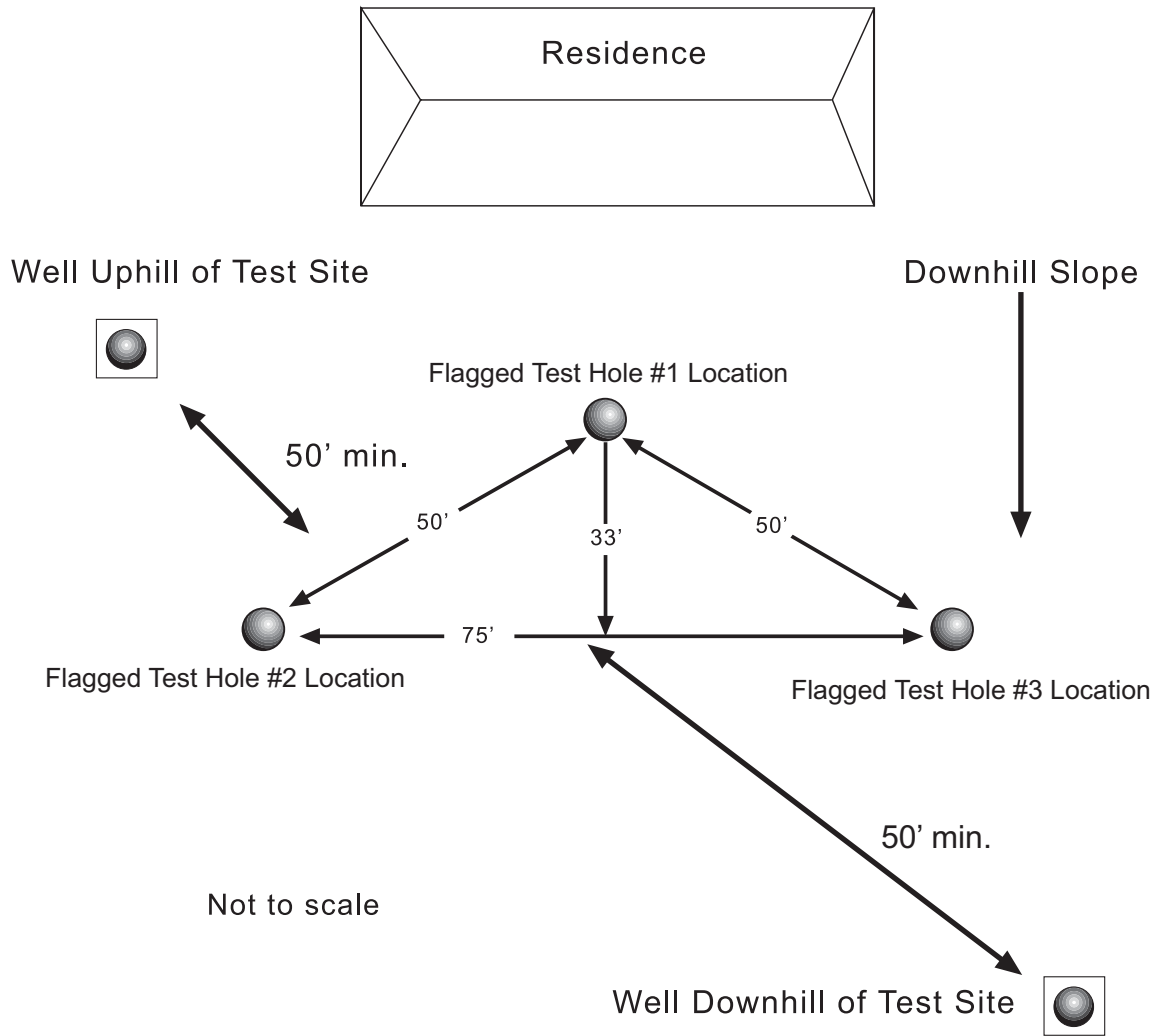 Residence
Well Uphill of Test Site
Downhill Slope
Flagged Test Hole #1 Location
50’ min.
50’
33’
50’
75’
Flagged Test Hole #2 Location
Flagged Test Hole #3 Location
50’ min.
Not to scale
Well Downhill of Test Site